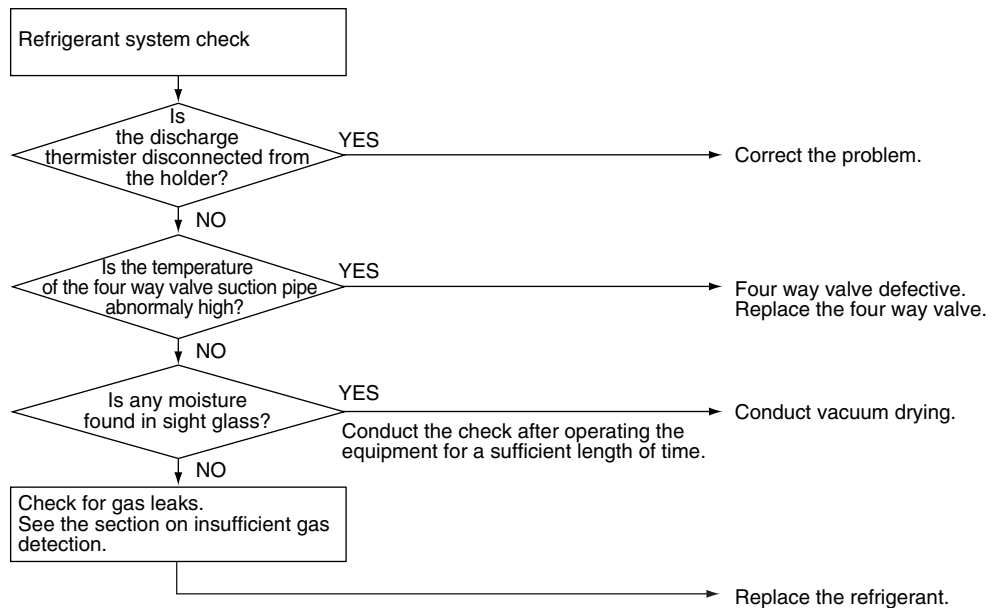 Refrigerant system check
Is
the discharge
thermister disconnected from
the holder?
YES
Correct the problem.
NO
Is the temperature
of the four way valve suction pipe
abnormaly high?
YES
Four way valve defective.
Replace the four way valve.
NO
Is any moisture
found in sight glass?
YES
Conduct vacuum drying.
Conduct the check after operating the
equipment for a sufficient length of time.
NO
Check for gas leaks.
See the section on insufficient gas
detection.
Replace the refrigerant.